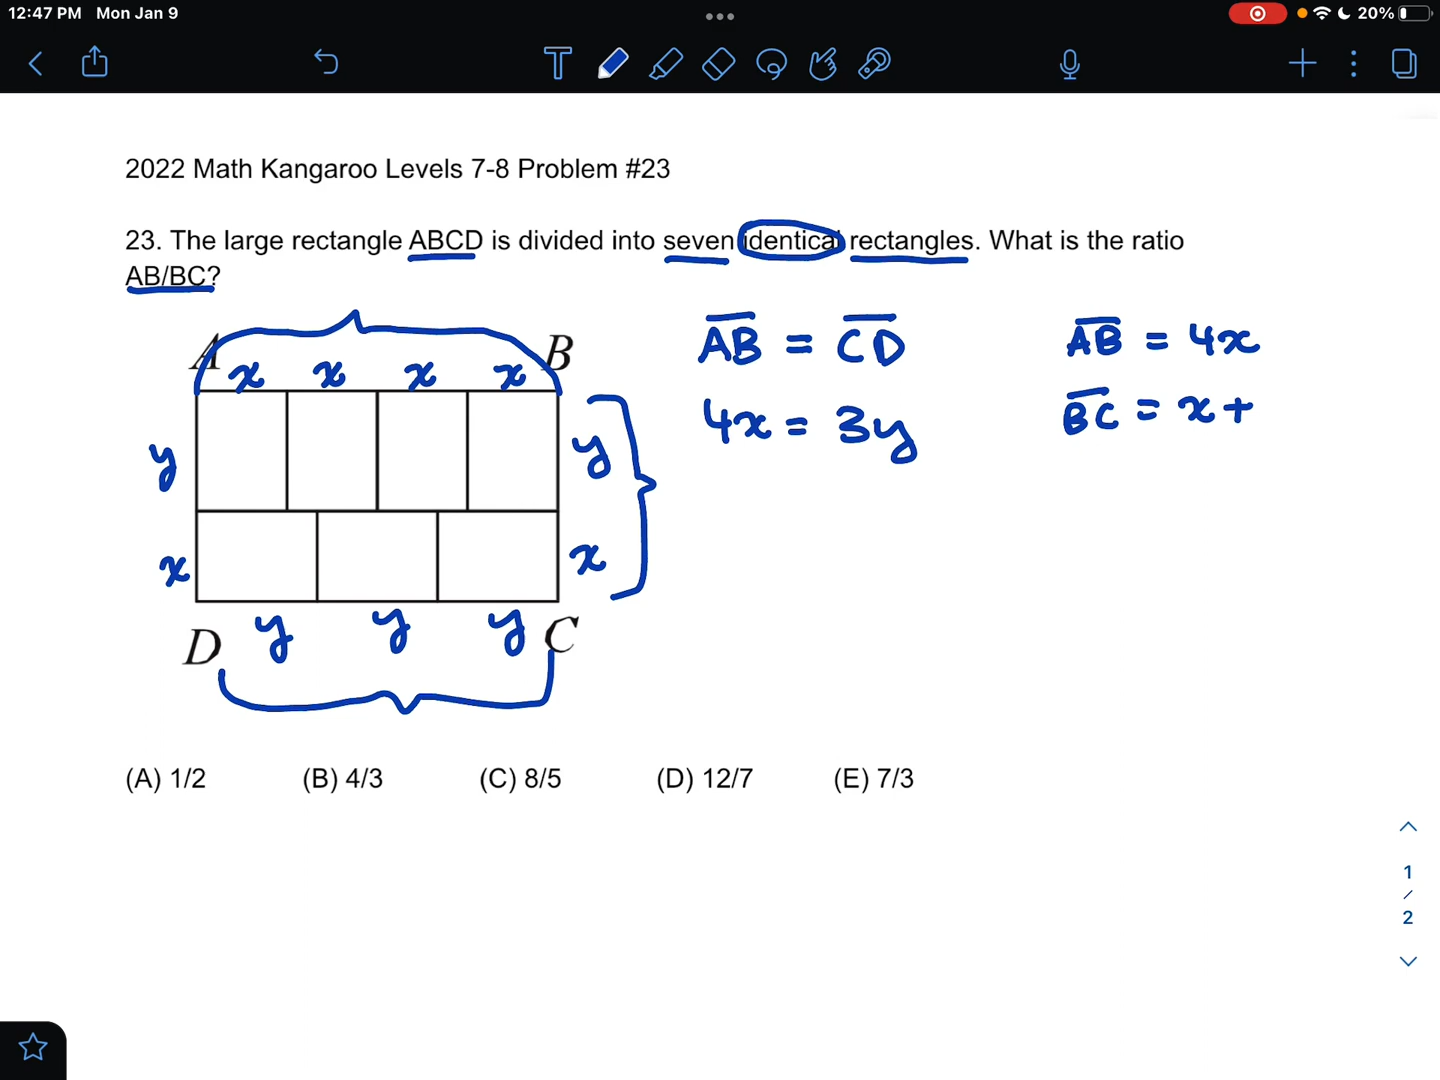 12:47 PM Mon Jan 9
20%
2022 Math Kangaroo Levels 7-8 Problem #23
23. The large rectangle ABCD is divided into seven identical rectangles. What is the ratio
AB/BC?
A B
x x x x
y y
x x
D y y y C
AB = CD
4x = 3y
AB = 4x
BC = x +
(A) 1/2 (B) 4/3 (C) 8/5 (D) 12/7 (E) 7/3
1
/
2